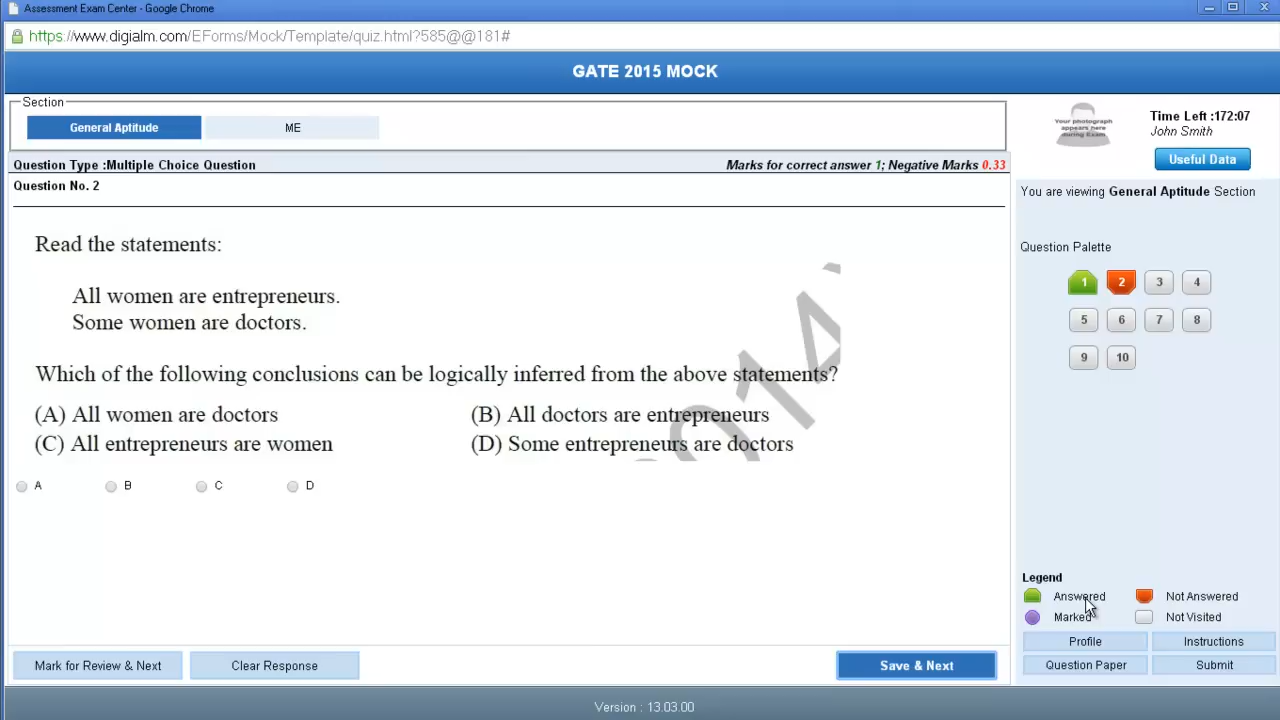 Assessment Exam Center - Google Chrome
https://www.digialm.com/EForms/Mock/Template/quiz.html?585@@181#
GATE 2015 MOCK
Section
General Aptitude ME
Question Type :Multiple Choice Question Marks for correct answer 1; Negative Marks 0.33
Question No. 2
Read the statements:
All women are entrepreneurs.
Some women are doctors.
Which of the following conclusions can be logically inferred from the above statements?
(A) All women are doctors (B) All doctors are entrepreneurs
(C) All entrepreneurs are women (D) Some entrepreneurs are doctors
A B C D
Mark for Review & Next Clear Response Save & Next
Your photograph
appears here
during Exam
Time Left :172:07
John Smith
Useful Data
You are viewing General Aptitude Section
Question Palette
1 2 3 4
5 6 7 8
9 10
Legend
Answered Not Answered
Marked Not Visited
Profile Instructions
Question Paper Submit
Version : 13.03.00